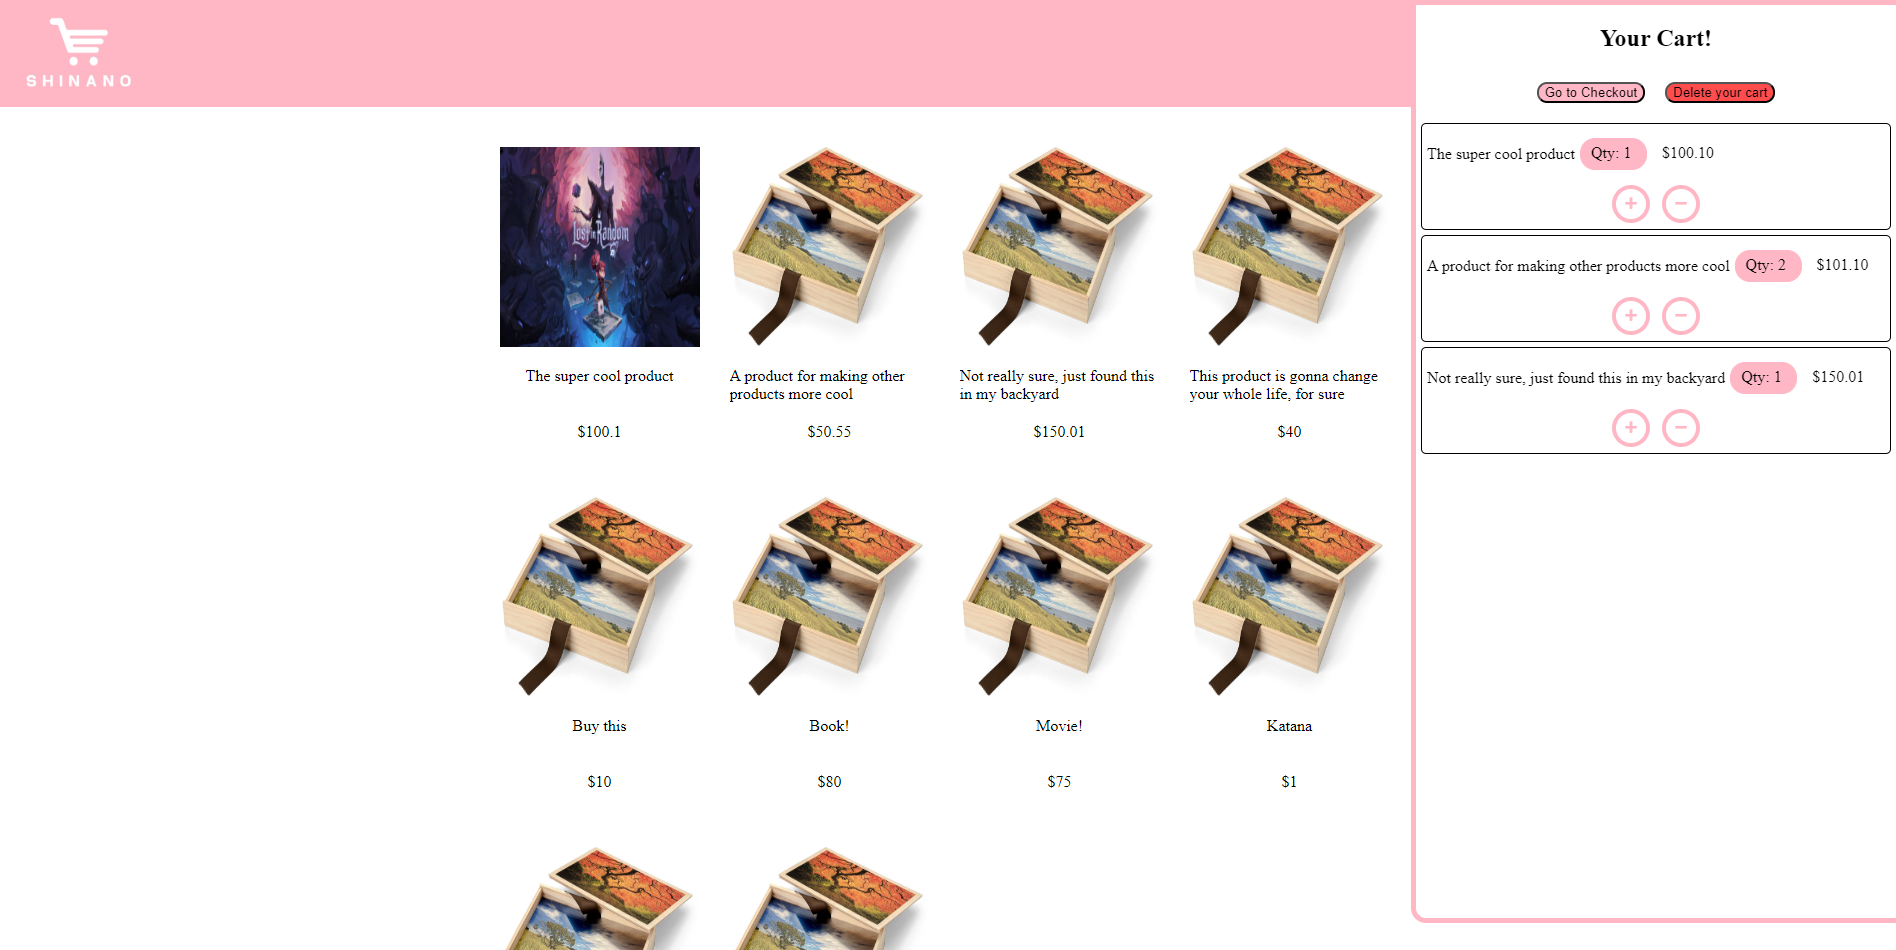 SHINANO
Your Cart!
Go to Checkout
Delete your cart
The super cool product Qty: 1 $100.10
+ −
A product for making other products more cool Qty: 2 $101.10
+ −
Not really sure, just found this in my backyard Qty: 1 $150.01
+ −
Lost in Random
The super cool product
$100.1
A product for making other
products more cool
$50.55
Not really sure, just found this
in my backyard
$150.01
This product is gonna change
your whole life, for sure
$40
Buy this
$10
Book!
$80
Movie!
$75
Katana
$1